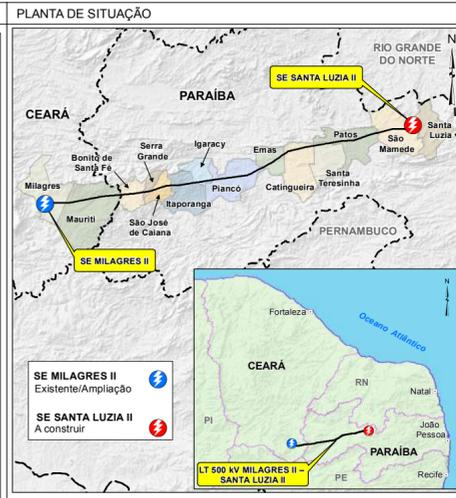 PLANTA DE SITUAÇÃO
N
RIO GRANDE
DO NORTE
SE SANTA LUZIA II
PARAÍBA
CEARÁ
Santa
Luzia
São
Mamede
Patos
Emas
Igaracy
Serra
Grande
Bonito de
Santa Fé
Milagres
Mauriti
São José
de Caiana
Itaporanga
Piancó
Catingueira
Santa
Teresinha
PERNAMBUCO
SE MILAGRES II
N
Fortaleza
Oceano Atlântico
CEARÁ
RN
Natal
PI
João
Pessoa
PARAÍBA
PE
Recife
LT 500 kV MILAGRES II –
SANTA LUZIA II
SE MILAGRES II
Existente/Ampliação
SE SANTA LUZIA II
A construir